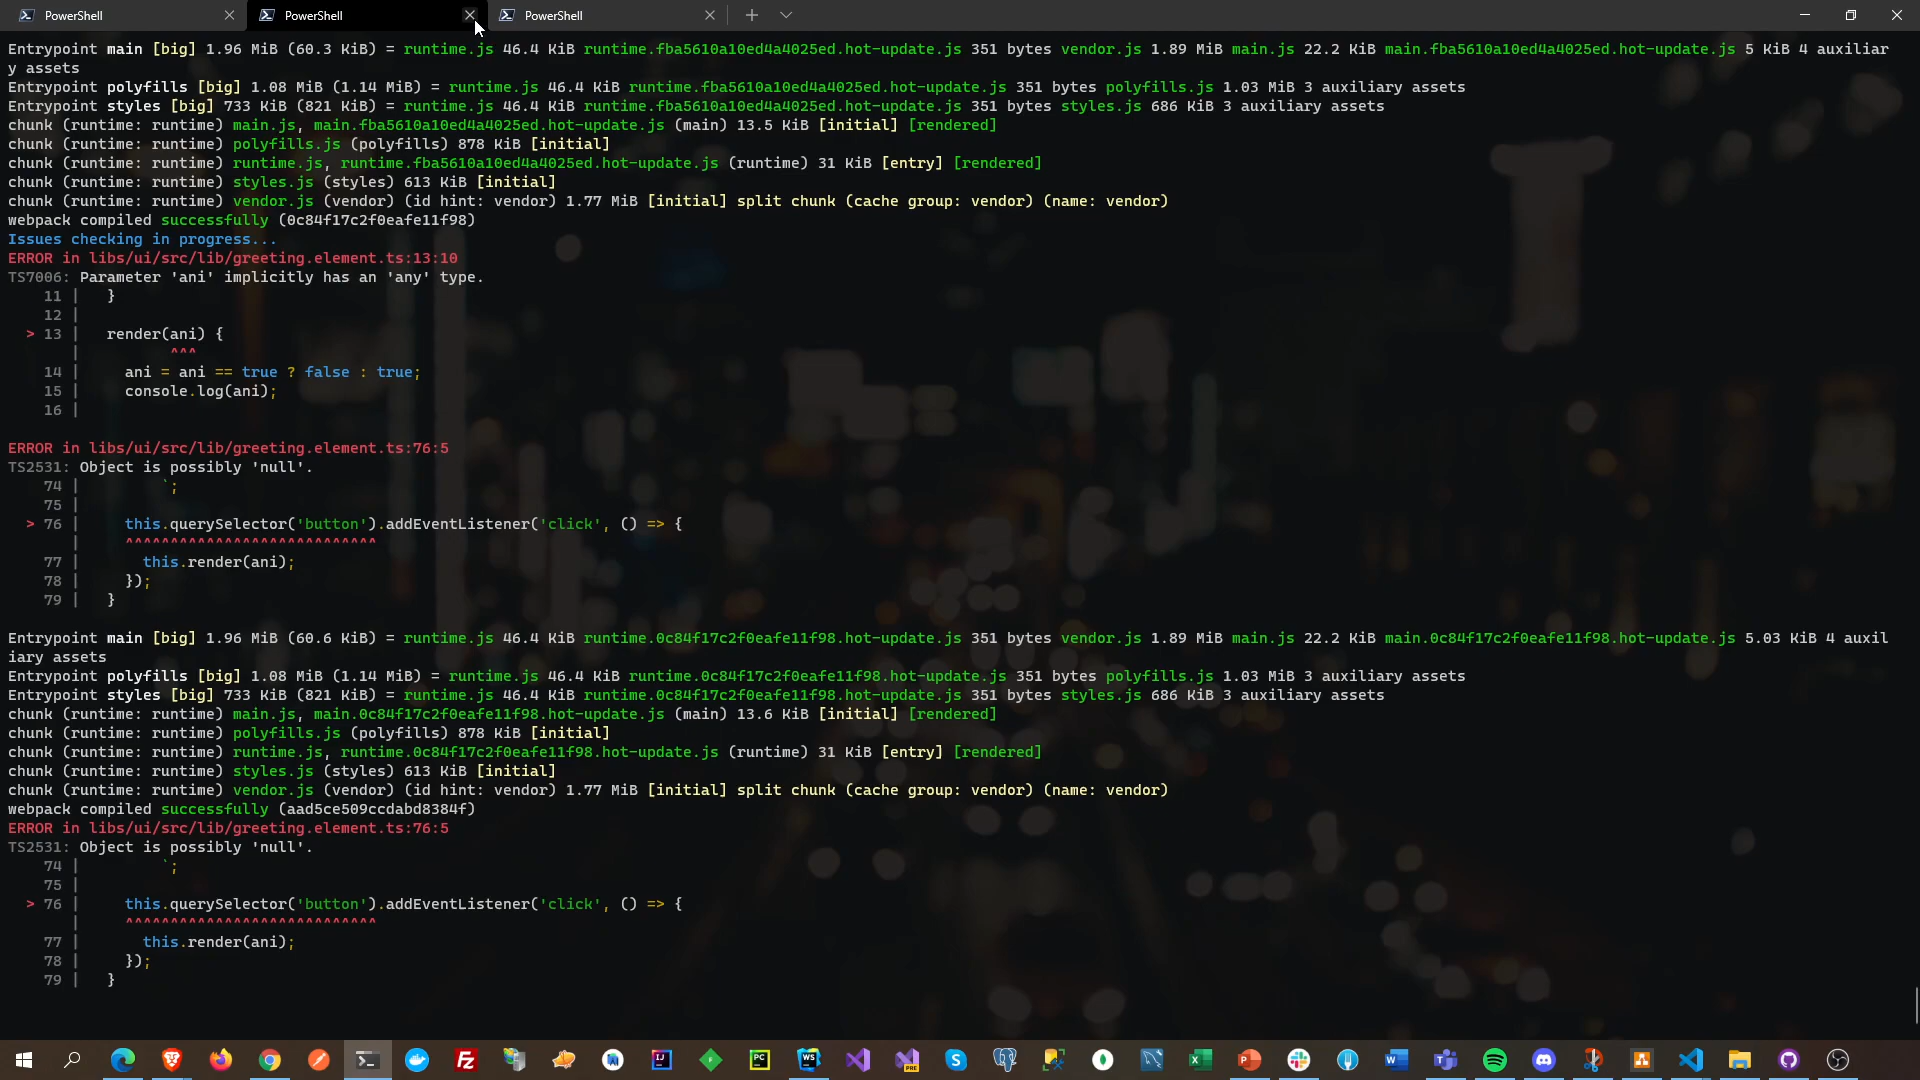 PowerShell
PowerShell
PowerShell
Entrypoint main [big] 1.96 MiB (60.3 KiB) = runtime.js 46.4 KiB runtime.fba5610a10ed4a4025ed.hot-update.js 351 bytes vendor.js 1.89 MiB main.js 22.2 KiB main.fba5610a10ed4a4025ed.hot-update.js 5 KiB 4 auxiliar
y assets
Entrypoint polyfills [big] 1.08 MiB (1.14 MiB) = runtime.js 46.4 KiB runtime.fba5610a10ed4a4025ed.hot-update.js 351 bytes polyfills.js 1.03 MiB 3 auxiliary assets
Entrypoint styles [big] 733 KiB (821 KiB) = runtime.js 46.4 KiB runtime.fba5610a10ed4a4025ed.hot-update.js 351 bytes styles.js 686 KiB 3 auxiliary assets
chunk (runtime: runtime) main.js, main.fba5610a10ed4a4025ed.hot-update.js (main) 13.5 KiB [initial] [rendered]
chunk (runtime: runtime) polyfills.js (polyfills) 878 KiB [initial]
chunk (runtime: runtime) runtime.js, runtime.fba5610a10ed4a4025ed.hot-update.js (runtime) 31 KiB [entry] [rendered]
chunk (runtime: runtime) styles.js (styles) 613 KiB [initial]
chunk (runtime: runtime) vendor.js (vendor) (id hint: vendor) 1.77 MiB [initial] split chunk (cache group: vendor) (name: vendor)
webpack compiled successfully (0c84f17c2f0eafe11f98)
Issues checking in progress...
ERROR in libs/ui/src/lib/greeting.element.ts:13:10
TS7006: Parameter 'ani' implicitly has an 'any' type.
11 | }
12 |
> 13 | render(ani) {
| ^^^
14 | ani = ani == true ? false : true;
15 | console.log(ani);
16 |
ERROR in libs/ui/src/lib/greeting.element.ts:76:5
TS2531: Object is possibly 'null'.
74 | `;
75 |
> 76 | this.querySelector('button').addEventListener('click', () => {
| ^^^^^^^^^^^^^^^^^^^^^^^^^^^^
77 | this.render(ani);
78 | });
79 | }
Entrypoint main [big] 1.96 MiB (60.6 KiB) = runtime.js 46.4 KiB runtime.0c84f17c2f0eafe11f98.hot-update.js 351 bytes vendor.js 1.89 MiB main.js 22.2 KiB main.0c84f17c2f0eafe11f98.hot-update.js 5.03 KiB 4 auxil
iary assets
Entrypoint polyfills [big] 1.08 MiB (1.14 MiB) = runtime.js 46.4 KiB runtime.0c84f17c2f0eafe11f98.hot-update.js 351 bytes polyfills.js 1.03 MiB 3 auxiliary assets
Entrypoint styles [big] 733 KiB (821 KiB) = runtime.js 46.4 KiB runtime.0c84f17c2f0eafe11f98.hot-update.js 351 bytes styles.js 686 KiB 3 auxiliary assets
chunk (runtime: runtime) main.js, main.0c84f17c2f0eafe11f98.hot-update.js (main) 13.6 KiB [initial] [rendered]
chunk (runtime: runtime) polyfills.js (polyfills) 878 KiB [initial]
chunk (runtime: runtime) runtime.js, runtime.0c84f17c2f0eafe11f98.hot-update.js (runtime) 31 KiB [entry] [rendered]
chunk (runtime: runtime) styles.js (styles) 613 KiB [initial]
chunk (runtime: runtime) vendor.js (vendor) (id hint: vendor) 1.77 MiB [initial] split chunk (cache group: vendor) (name: vendor)
webpack compiled successfully (aad5ce509ccdabd8384f)
ERROR in libs/ui/src/lib/greeting.element.ts:76:5
TS2531: Object is possibly 'null'.
74 | `;
75 |
> 76 | this.querySelector('button').addEventListener('click', () => {
| ^^^^^^^^^^^^^^^^^^^^^^^^^^^^
77 | this.render(ani);
78 | });
79 | }